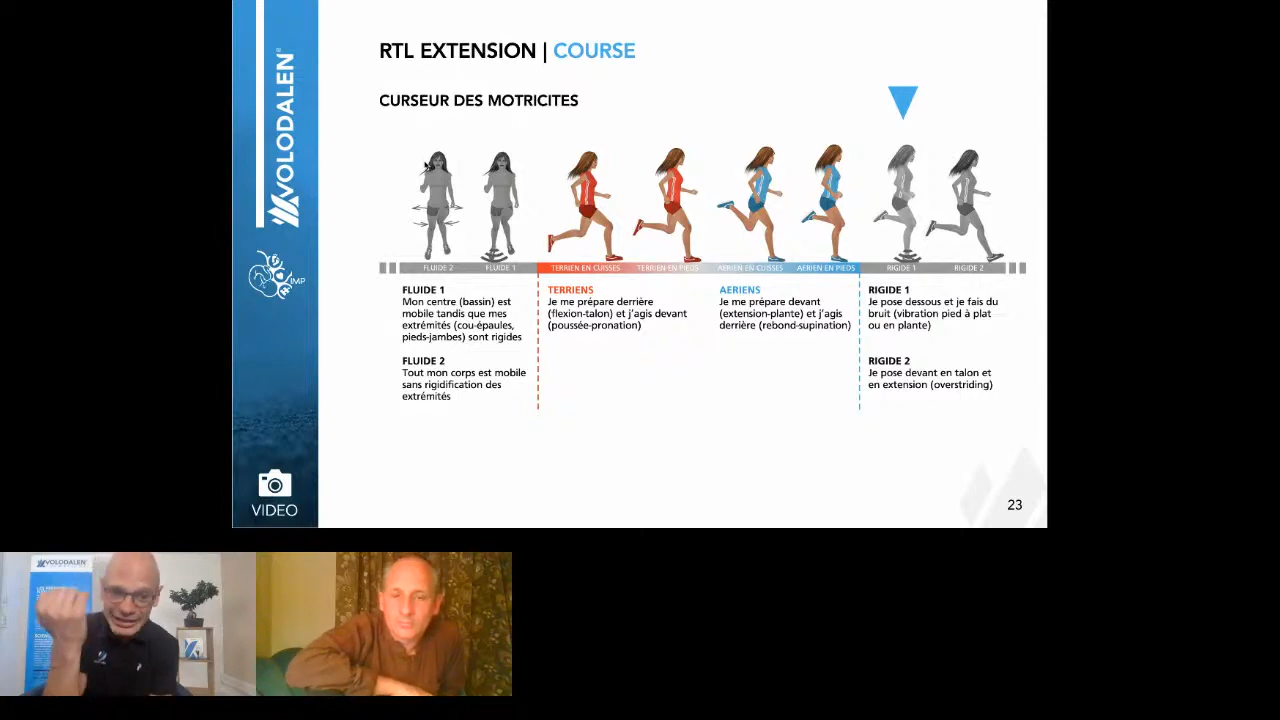 VOLODALEN®
IMP
VIDEO
RTL EXTENSION | COURSE
CURSEUR DES MOTRICITES
FLUIDE 2
FLUIDE 1
TERRIEN EN CUISSES
TERRIEN EN PIEDS
AERIEN EN CUISSES
AERIEN EN PIEDS
RIGIDE 1
RIGIDE 2
FLUIDE 1
Mon centre (bassin) est
mobile tandis que mes
extrémités (cou-épaules,
pieds-jambes) sont rigides
FLUIDE 2
Tout mon corps est mobile
sans rigidification des
extrémités
TERRIENS
Je me prépare derrière
(flexion-talon) et j'agis devant
(poussée-pronation)
AERIENS
Je me prépare devant
(extension-plante) et j'agis
derrière (rebond-supination)
RIGIDE 1
Je pose dessous et je fais du
bruit (vibration pied à plat
ou en plante)
RIGIDE 2
Je pose devant en talon et
en extension (overstriding)
23
VOLODALEN